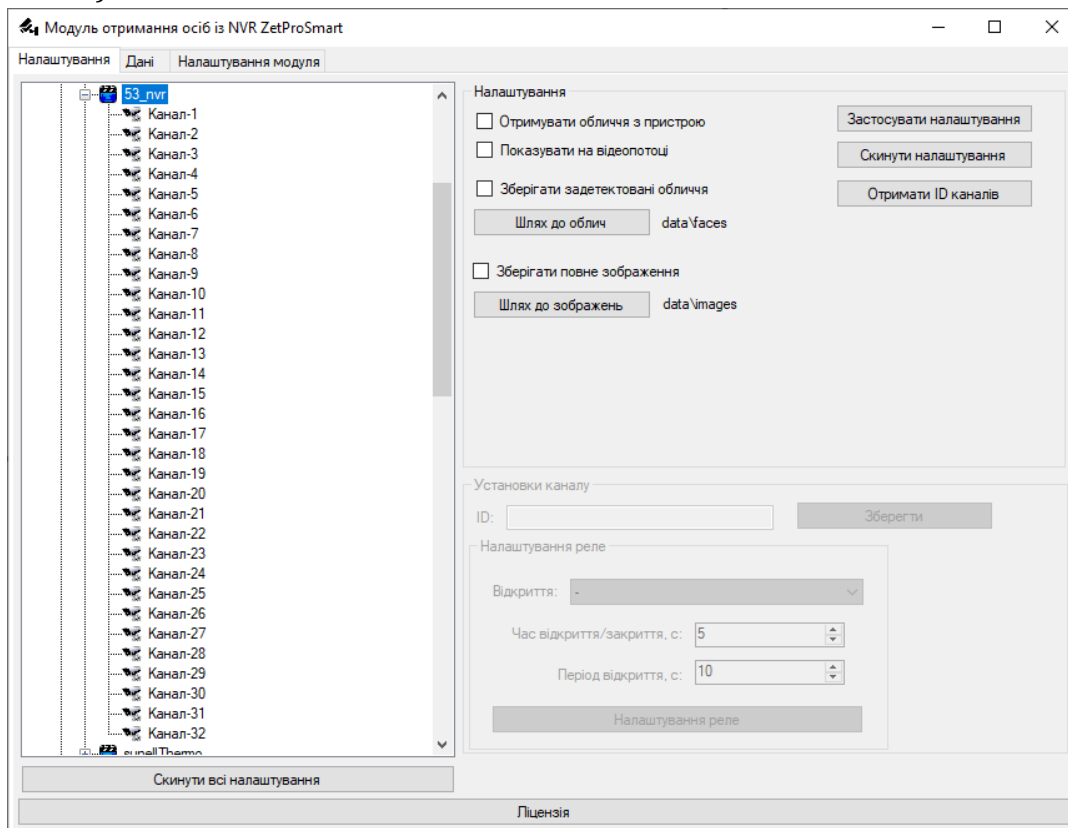 Модуль отримання осіб із NVR ZetProSmart
Налаштування Дані Налаштування модуля
53_nvr
Канал-1
Канал-2
Канал-3
Канал-4
Канал-5
Канал-6
Канал-7
Канал-8
Канал-9
Канал-10
Канал-11
Канал-12
Канал-13
Канал-14
Канал-15
Канал-16
Канал-17
Канал-18
Канал-19
Канал-20
Канал-21
Канал-22
Канал-23
Канал-24
Канал-25
Канал-26
Канал-27
Канал-28
Канал-29
Канал-30
Канал-31
Канал-32
Скинути всі налаштування
Налаштування
Отримувати обличчя з пристрою
Застосувати налаштування
Показувати на відеопотоці
Скинути налаштування
Зберігати задетектовані обличчя
Отримати ID каналів
Шлях до облич data\faces
Зберігати повне зображення
Шлях до зображень data\images
Установки каналу
ID:
Зберегти
Налаштування реле
Відкриття: -
Час відкриття/закриття, с: 5
Період відкриття, с: 10
Налаштування реле
Ліцензія